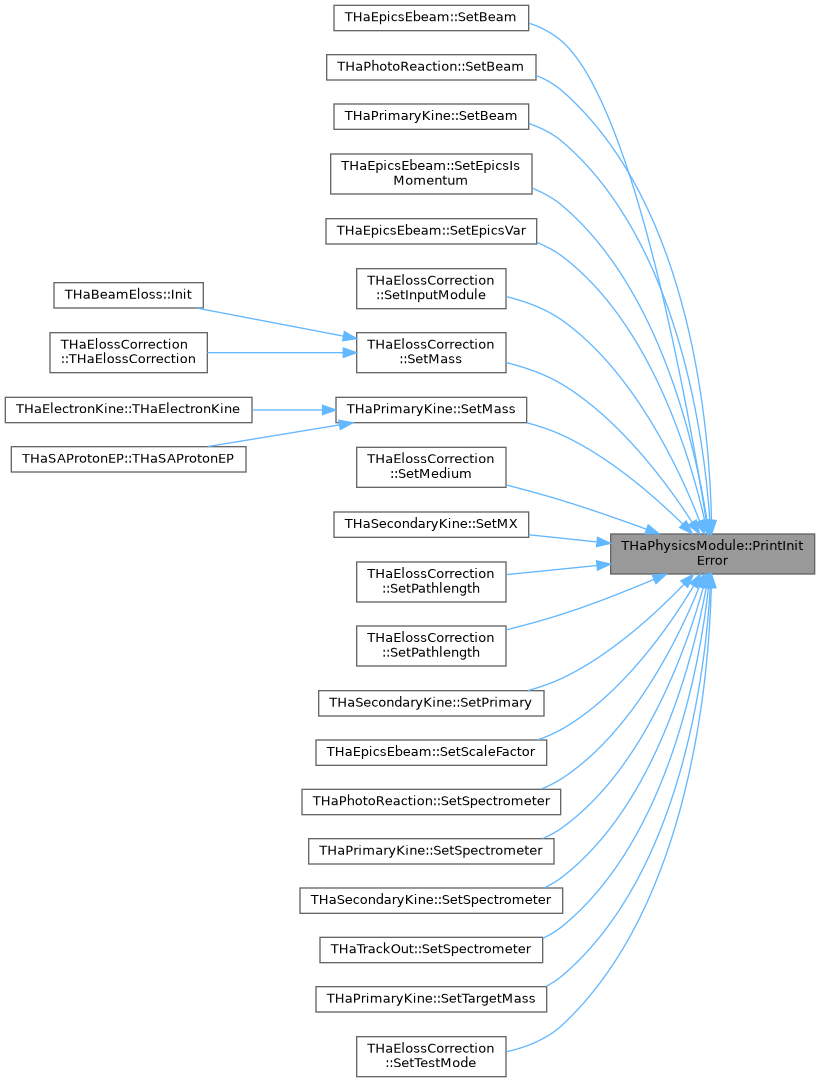 THaEpicsEbeam::SetBeam
THaPhotoReaction::SetBeam
THaPrimaryKine::SetBeam
THaEpicsEbeam::SetEpicsIs
Momentum
THaEpicsEbeam::SetEpicsVar
THaElossCorrection
::SetInputModule
THaBeamEloss::Init
THaElossCorrection
::THaElossCorrection
THaElossCorrection
::SetMass
THaElectronKine::THaElectronKine
THaPrimaryKine::SetMass
THaSAProtonEP::THaSAProtonEP
THaElossCorrection
::SetMedium
THaSecondaryKine::SetMX
THaPhysicsModule::PrintInit
Error
THaElossCorrection
::SetPathlength
THaElossCorrection
::SetPathlength
THaSecondaryKine::SetPrimary
THaEpicsEbeam::SetScaleFactor
THaPhotoReaction::SetSpectrometer
THaPrimaryKine::SetSpectrometer
THaSecondaryKine::SetSpectrometer
THaTrackOut::SetSpectrometer
THaPrimaryKine::SetTargetMass
THaElossCorrection
::SetTestMode